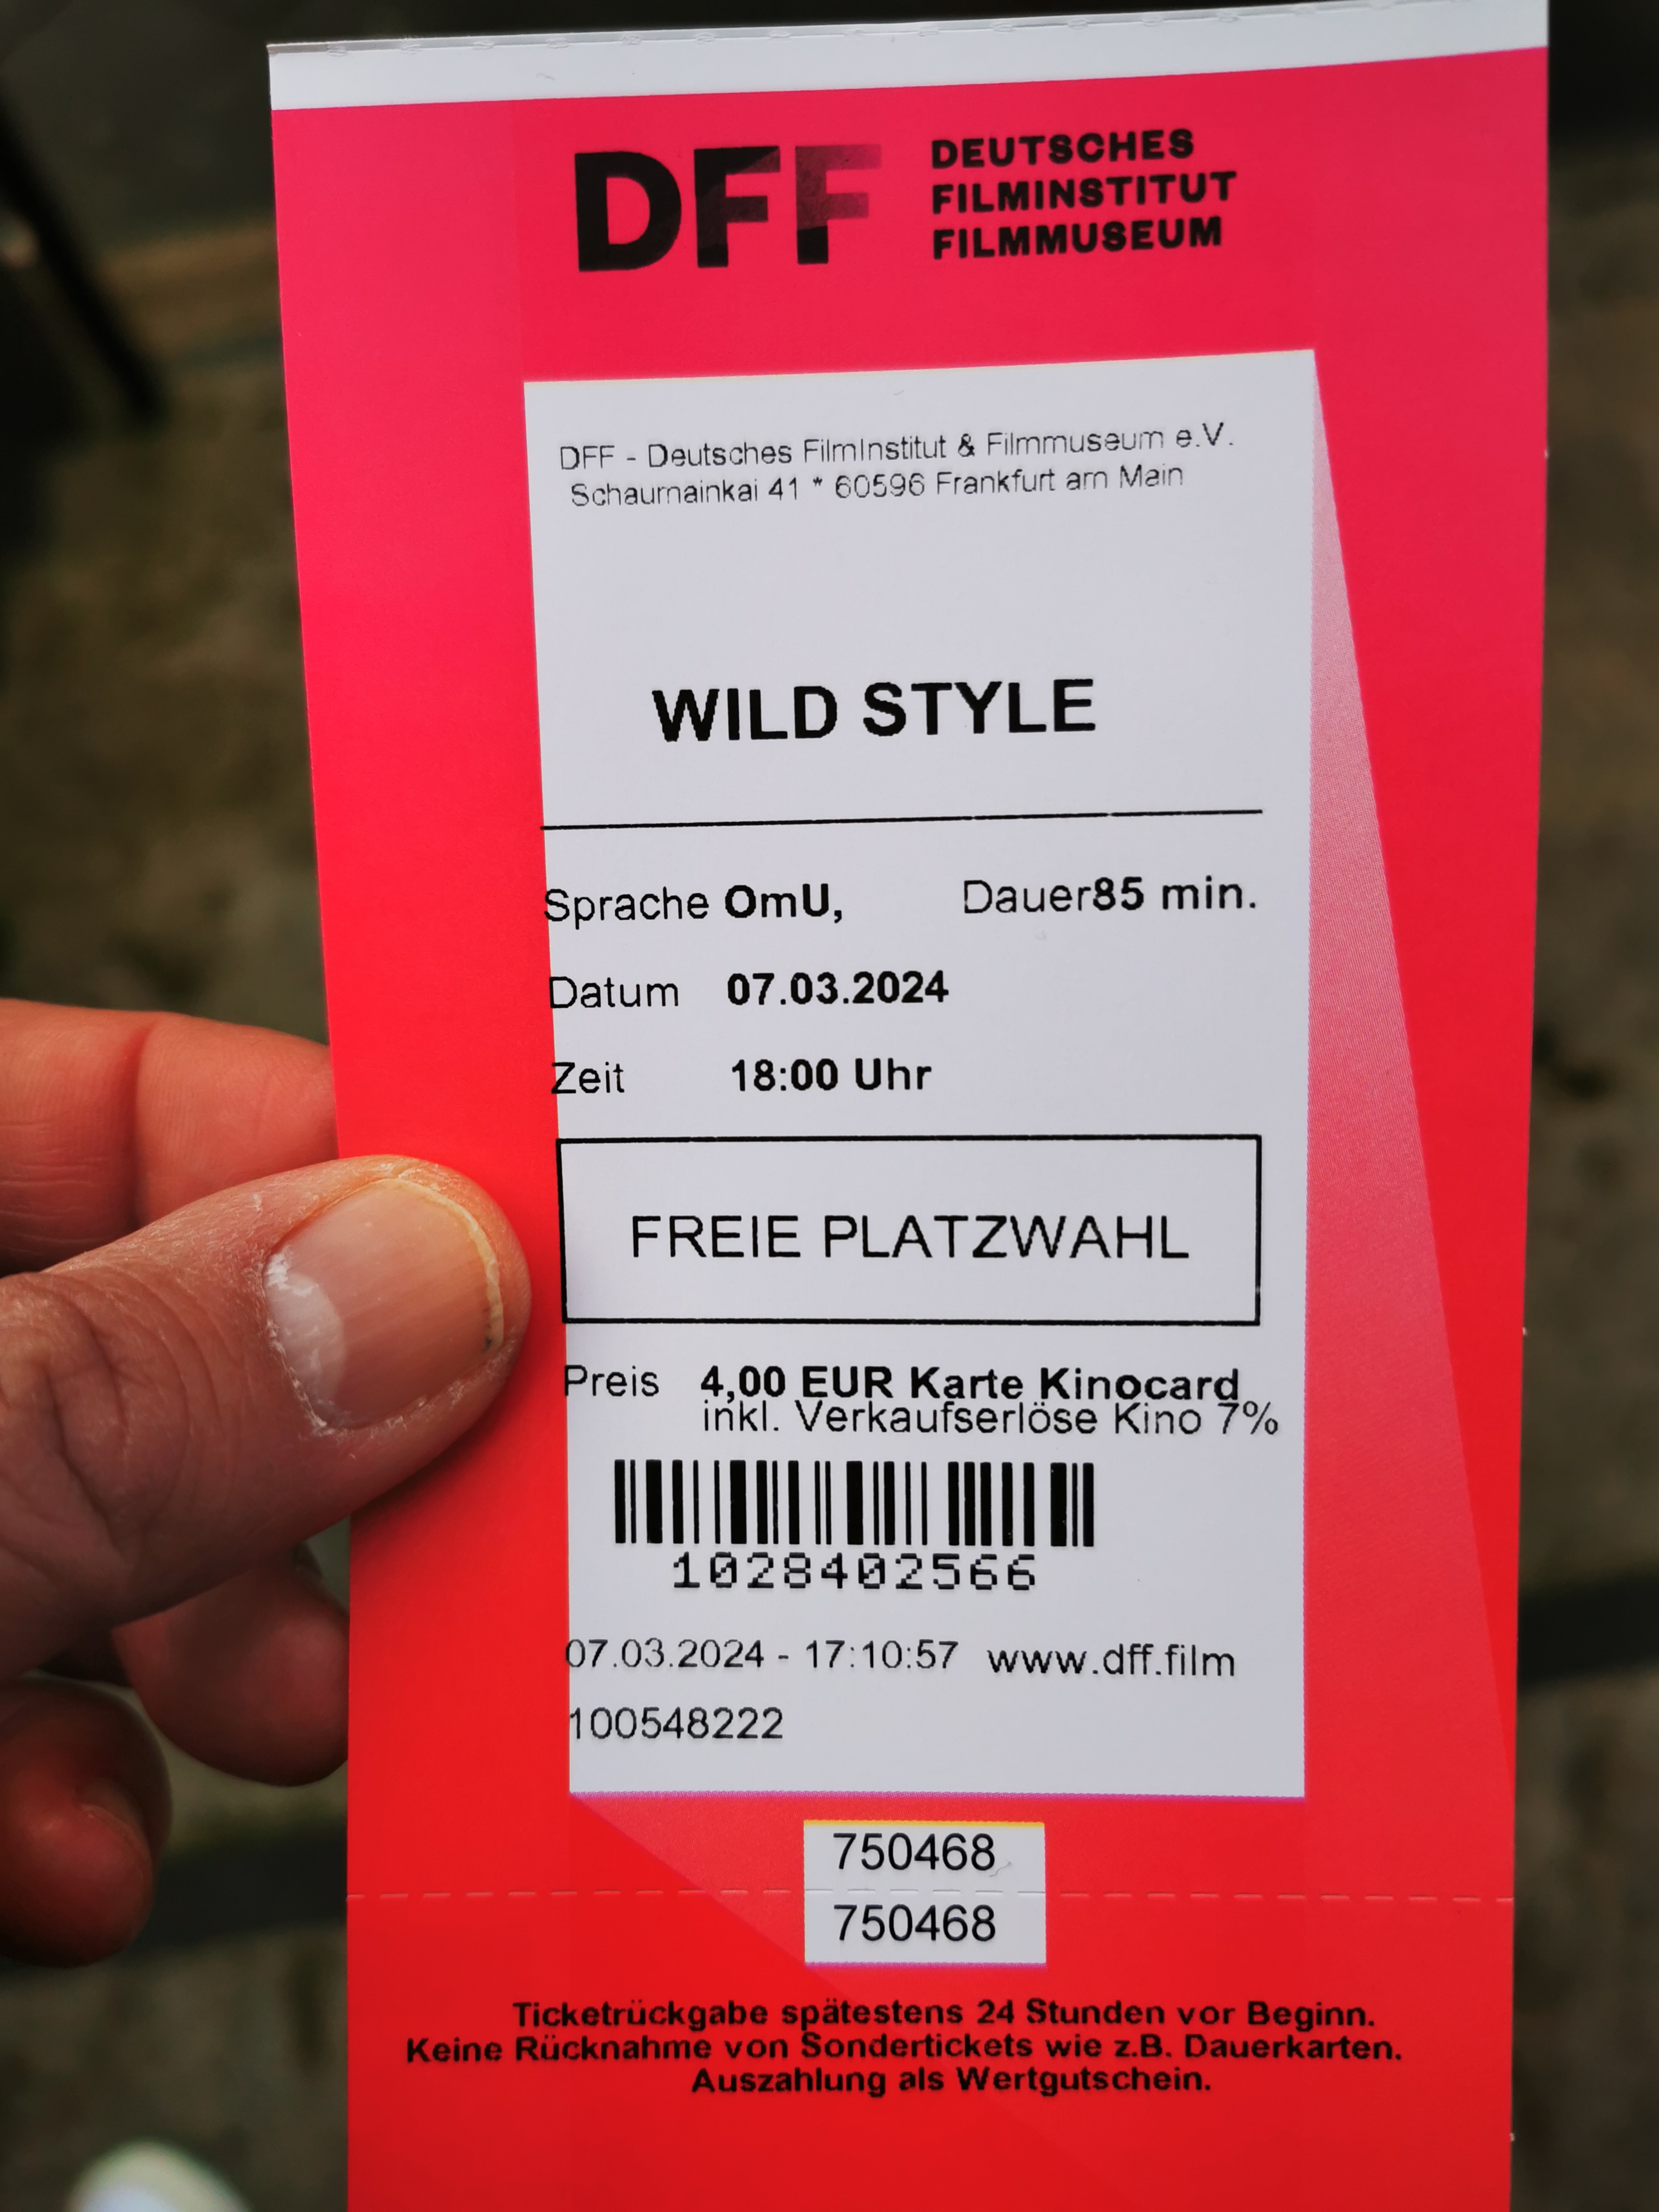 DFF
DEUTSCHES
FILMINSTITUT
FILMMUSEUM
DFF - Deutsches FilmInstitut & Filmmuseum e.V.
Schaumainkai 41 * 60596 Frankfurt am Main
WILD STYLE
Sprache OmU, Dauer85 min.
Datum 07.03.2024
Zeit 18:00 Uhr
FREIE PLATZWAHL
Preis 4,00 EUR Karte Kinocard
inkl. Verkaufserlöse Kino 7%
1028402566
07.03.2024 - 17:10:57 www.dff.film
100548222
750468
750468
Ticketrückgabe spätestens 24 Stunden vor Beginn.
Keine Rücknahme von Sondertickets wie z.B. Dauerkarten.
Auszahlung als Wertgutschein.